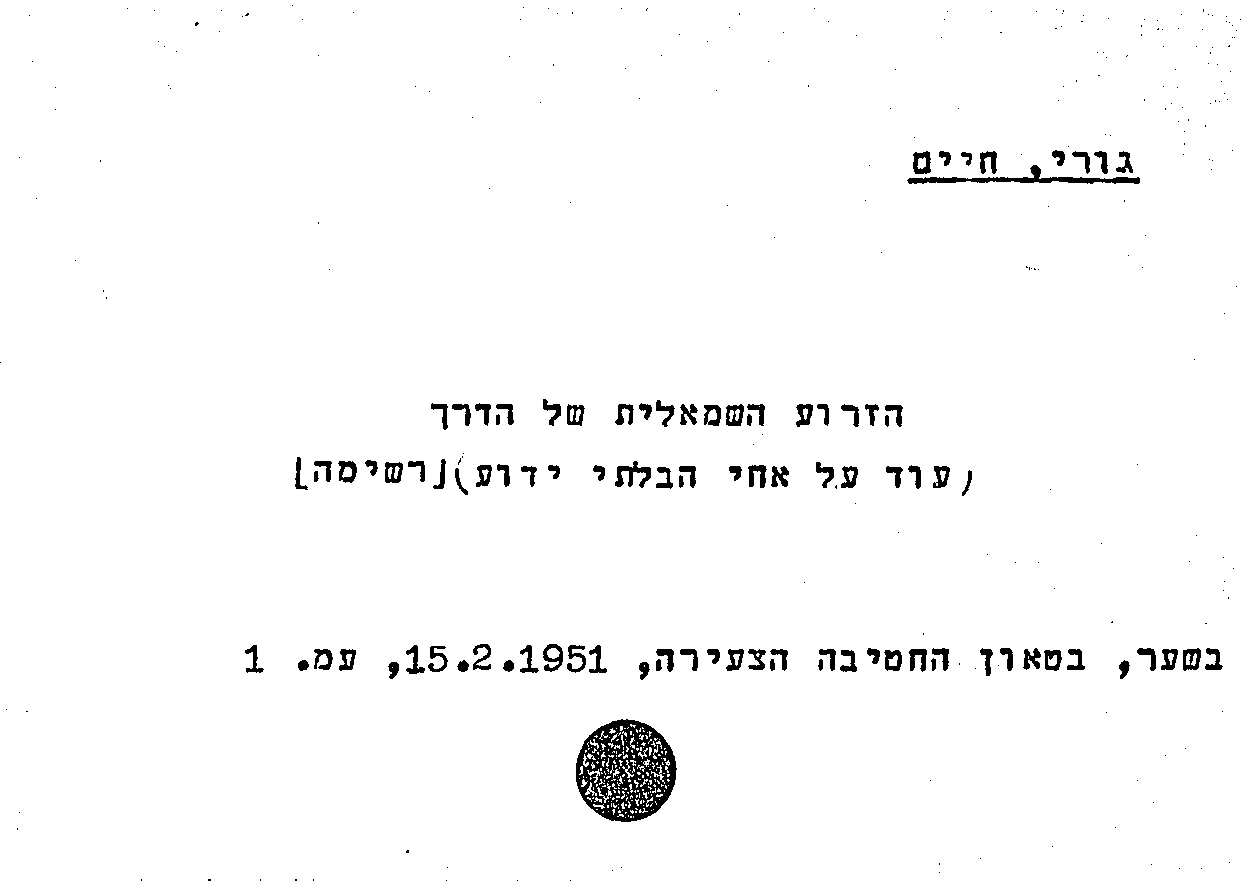 גורי, חיים
הזרוע השמאלית של הדרך
(עוד על אחי הבלתי ידוע)[רשימה]
בשער, בטאון החטיבה הצעירה, 15.2.1951, עמ. 1